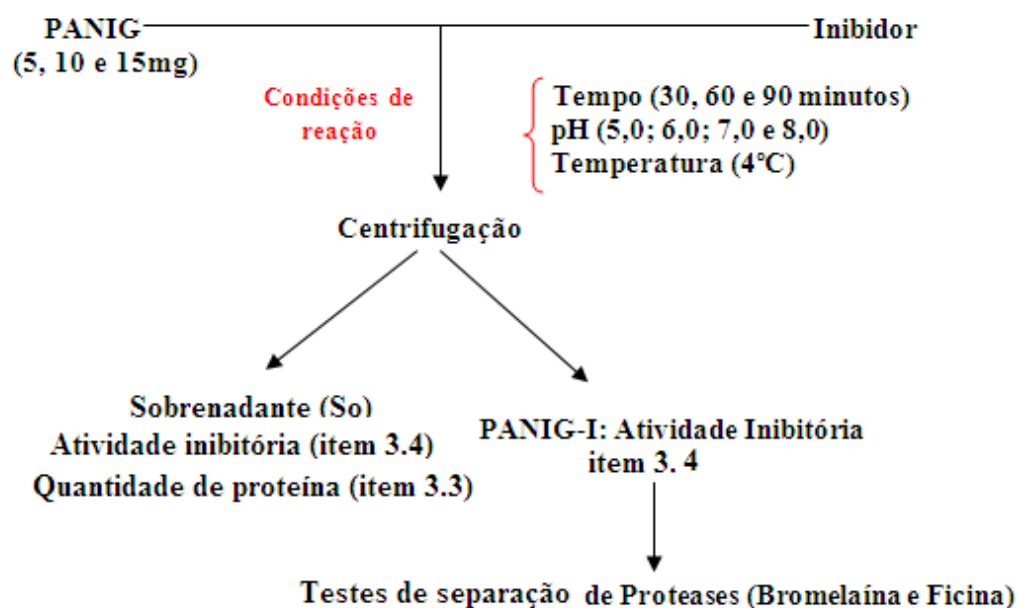 PANIG
(5, 10 e 15mg)
Inibidor
Condições de
reação
Tempo (30, 60 e 90 minutos)
pH (5,0; 6,0; 7,0 e 8,0)
Temperatura (4°C)
Centrifugação
Sobrenadante (So)
Atividade inibitória (item 3.4)
Quantidade de proteína (item 3.3)
PANIG-I: Atividade Inibitória
item 3. 4
Testes de separação de Proteases (Bromelaína e Ficina)